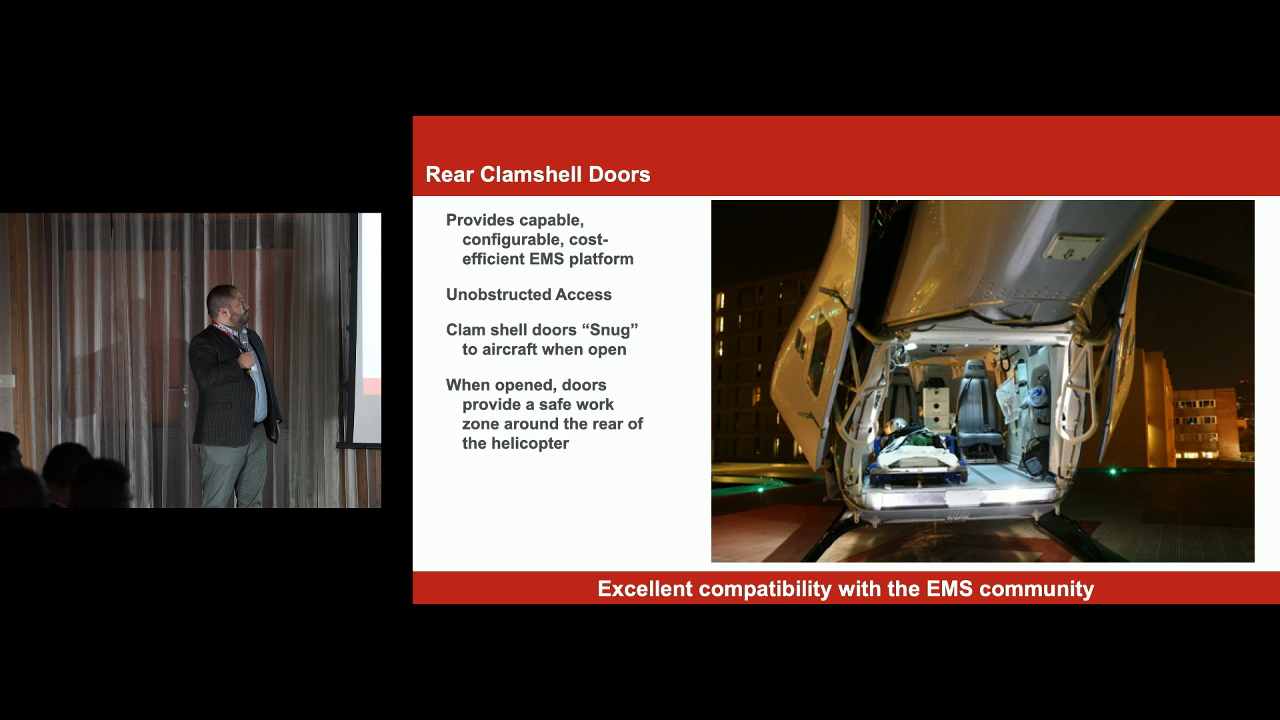 Rear Clamshell Doors
Provides capable,
configurable, cost-
efficient EMS platform
Unobstructed Access
Clam shell doors “Snug”
to aircraft when open
When opened, doors
provide a safe work
zone around the rear of
the helicopter
Excellent compatibility with the EMS community